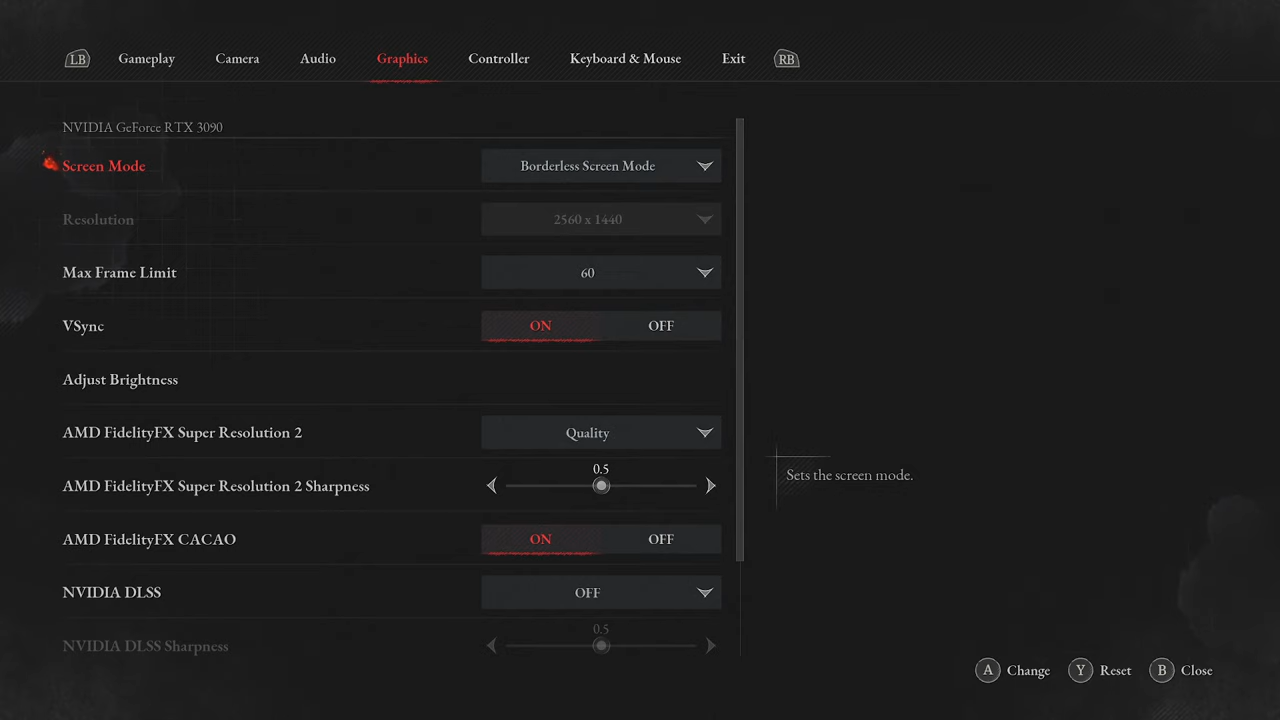 LB Gameplay Camera Audio Graphics Controller Keyboard & Mouse Exit RB
NVIDIA GeForce RTX 3090
Screen Mode Borderless Screen Mode
Resolution 2560 x 1440
Max Frame Limit 60
VSync ON OFF
Adjust Brightness
AMD FidelityFX Super Resolution 2 Quality
0.5
AMD FidelityFX Super Resolution 2 Sharpness
Sets the screen mode.
AMD FidelityFX CACAO ON OFF
NVIDIA DLSS OFF
0.5
NVIDIA DLSS Sharpness
A Change Y Reset B Close